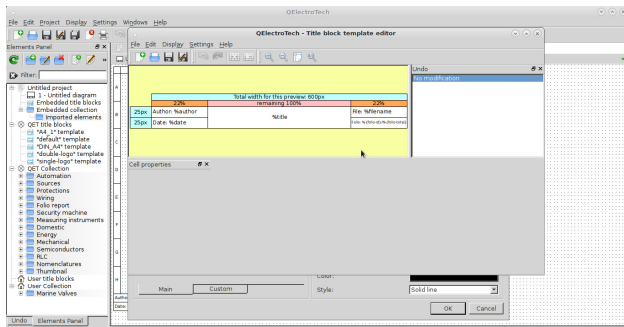 QElectroTech
File Edit Project Display Settings Windows Help
QElectroTech - Title block template editor
File Edit Display Settings Help
Elements Panel
Filter:
Untitled project
1 - Untitled diagram
Embedded title blocks
Embedded collection
Imported elements
QET title blocks
"A4_1" template
"default" template
"DIN_A4" template
"double-logo" template
"single-logo" template
QET Collection
Automation
Sources
Protections
Wiring
Folio report
Security machine
Measuring instruments
Domestic
Energy
Mechanical
Semiconductors
RLC
Nomenclatures
Thumbnail
User title blocks
User Collection
Marine Valves
Undo Elements Panel
A
B
C
D
E
F
G
H
Total width for this preview: 600px
22% remaining 100% 22%
25px Author: %author %title File: %filename
25px Date: %date
Undo
No modification
Cell properties
Color:
Main Custom Style: Solid line
Date:
OK Cancel